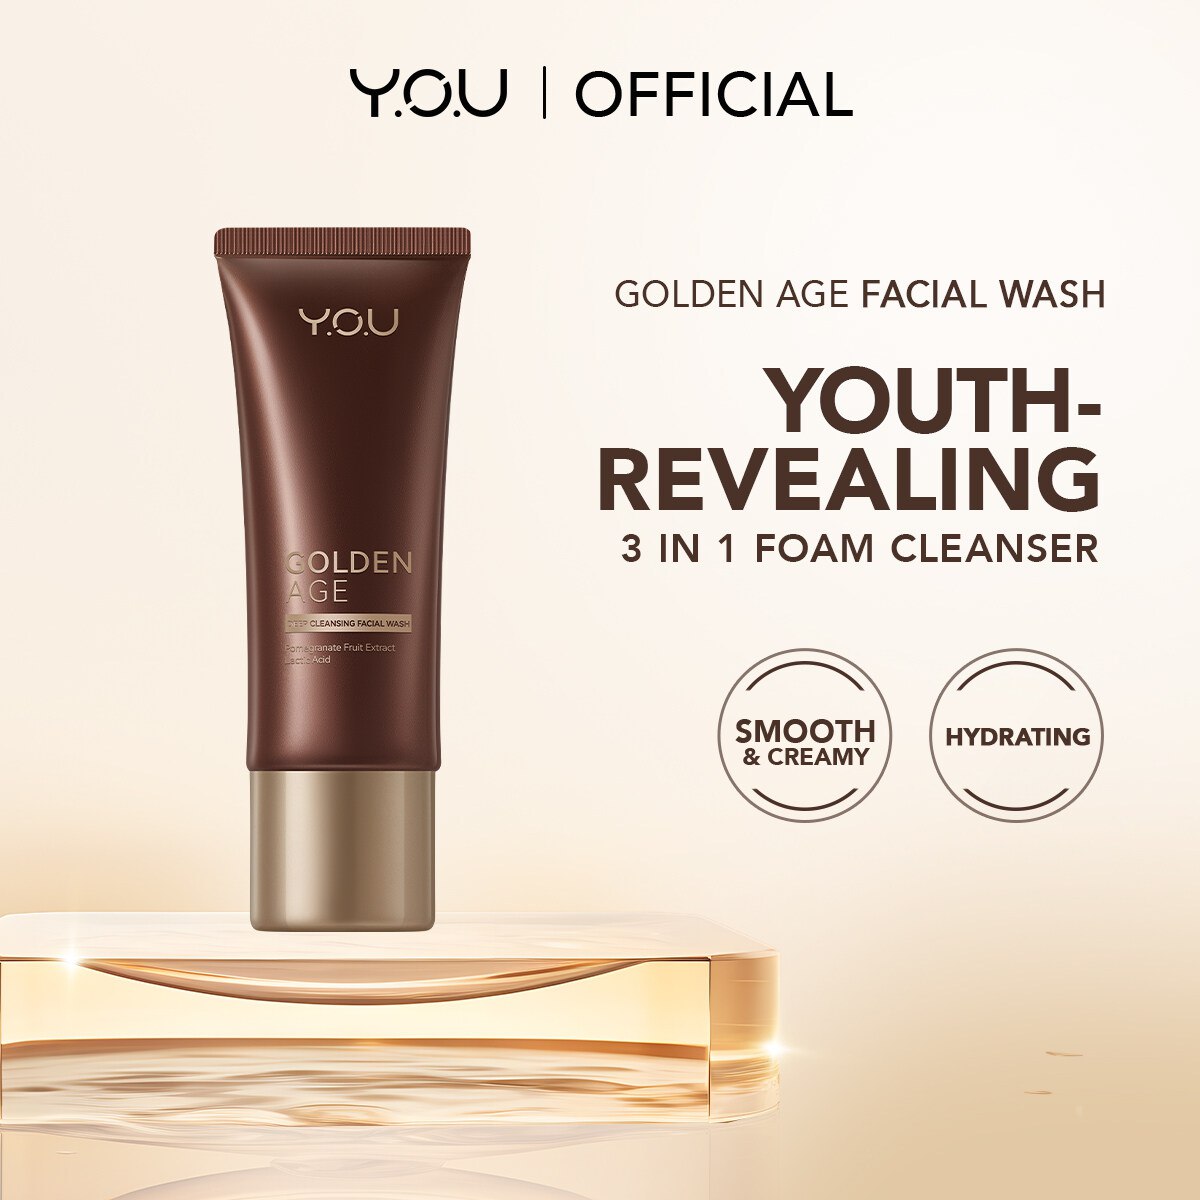 Y.O.U | OFFICIAL
Y.O.U
GOLDEN
AGE
DEEP CLEANSING FACIAL WASH
Pomegranate Fruit Extract
Lactic Acid
GOLDEN AGE FACIAL WASH
YOUTH-
REVEALING
3 IN 1 FOAM CLEANSER
SMOOTH
& CREAMY
HYDRATING